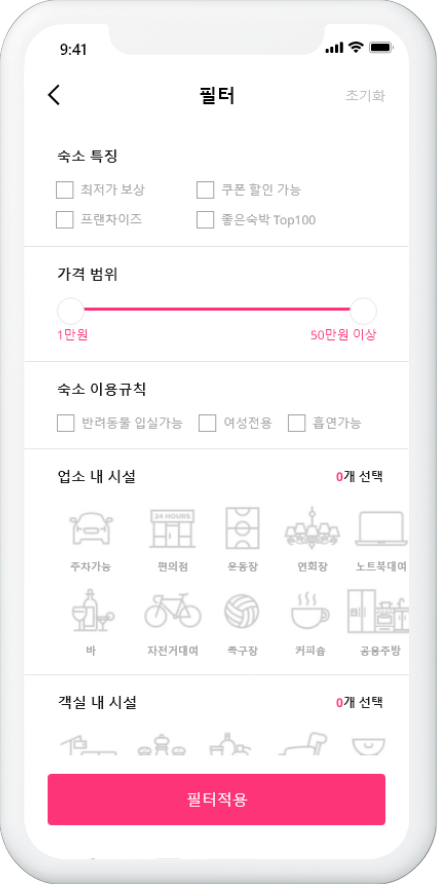 9:41
필터
초기화
숙소 특징
최저가 보상
쿠폰 할인 가능
프랜차이즈
좋은숙박 Top100
가격 범위
1만원
50만원 이상
숙소 이용규칙
반려동물 입실가능
여성전용
흡연가능
업소 내 시설
0개 선택
24 HOURS
주차가능
편의점
운동장
연회장
노트북대여
바
자전거대여
족구장
커피숍
공용주방
객실 내 시설
0개 선택
필터적용